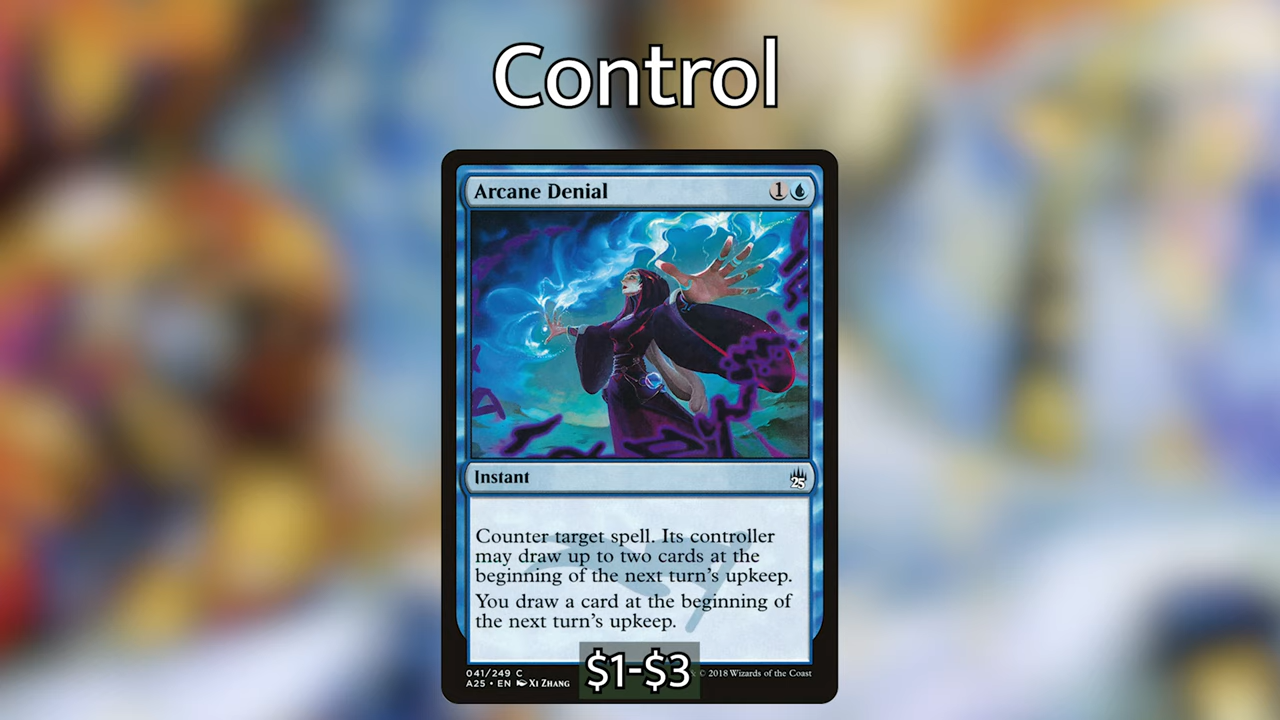 Control
Arcane Denial 1
Instant 25
Counter target spell. Its controller
may draw up to two cards at the
beginning of the next turn's upkeep.
You draw a card at the beginning of
the next turn's upkeep.
$1-$3
041/249 C © 2018 Wizards of the Coast
A25 • EN Xi Zhang